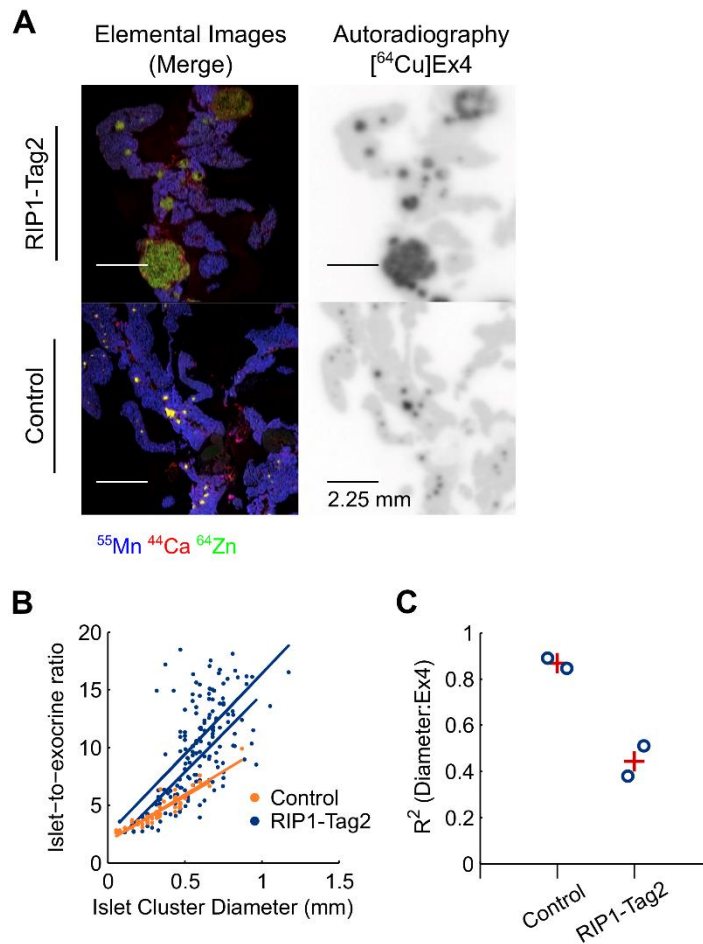 A
Elemental Images
(Merge)
Autoradiography
[⁶⁴Cu]Ex4
RIP1-Tag2
Control
2.25 mm
⁵⁵Mn ⁴⁴Ca ⁶⁴Zn
B
Islet-to-exocrine ratio
20
15
10
5
0
Control
RIP1-Tag2
0
0.5
1
1.5
Islet Cluster Diameter (mm)
C
R² (Diameter:Ex4)
1
0.8
0.6
0.4
0.2
0
Control
RIP1-Tag2